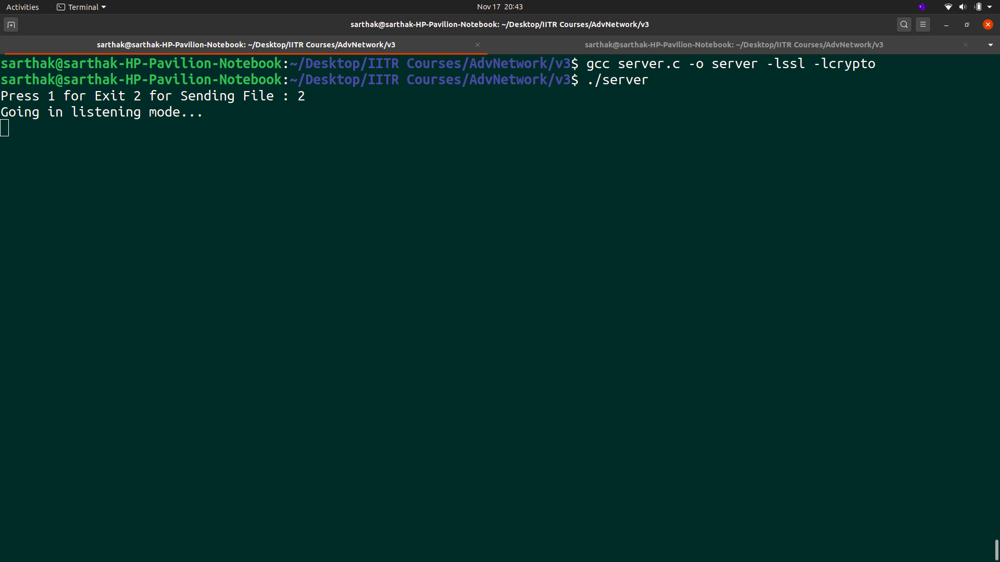 Activities Terminal Nov 17 20:43
sarthak@sarthak-HP-Pavilion-Notebook: ~/Desktop/IITR Courses/AdvNetwork/v3
sarthak@sarthak-HP-Pavilion-Notebook: ~/Desktop/IITR Courses/AdvNetwork/v3 sarthak@sarthak-HP-Pavilion-Notebook: ~/Desktop/IITR Courses/AdvNetwork/v3
sarthak@sarthak-HP-Pavilion-Notebook:~/Desktop/IITR Courses/AdvNetwork/v3$ gcc server.c -o server -lssl -lcrypto
sarthak@sarthak-HP-Pavilion-Notebook:~/Desktop/IITR Courses/AdvNetwork/v3$ ./server
Press 1 for Exit 2 for Sending File : 2
Going in listening mode...